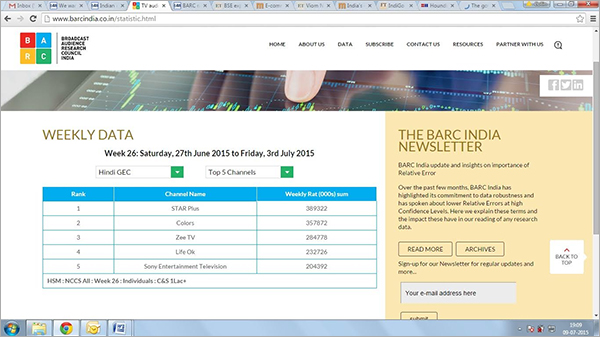 Inbox
We wa
Indian
TV aud
BARC -
BSE e
E-com
Viom h
India's
IndiGo
Hound
The go
www.barcindia.co.in/statistic.html
B A
R C
BROADCAST
AUDIENCE
RESEARCH
COUNCIL
INDIA
HOME ABOUT US DATA SUBSCRIBE CONTACT US RESOURCES PARTNER WITH US
WEEKLY DATA
Week 26: Saturday, 27th June 2015 to Friday, 3rd July 2015
Hindi GEC Top 5 Channels
Rank Channel Name Weekly Rat (000s) sum
1 STAR Plus 389322
2 Colors 357872
3 Zee TV 284778
4 Life Ok 232726
5 Sony Entertainment Television 204392
HSM : NCCS All : Week 26 : Individuals : C&S 1Lac+
THE BARC INDIA
NEWSLETTER
BARC India update and insights on importance of
Relative Error
Over the past few months, BARC India has
highlighted its commitment to data robustness and
has spoken about lower Relative Errors at high
Confidence Levels. Here we explain these terms and
the impact these have in our reading of any research
data.
READ MORE ARCHIVES
Sign-up for our Newsletter for regular updates and
more...
Your e-mail address here
submit
BACK TO
TOP
19:09
09-07-2015